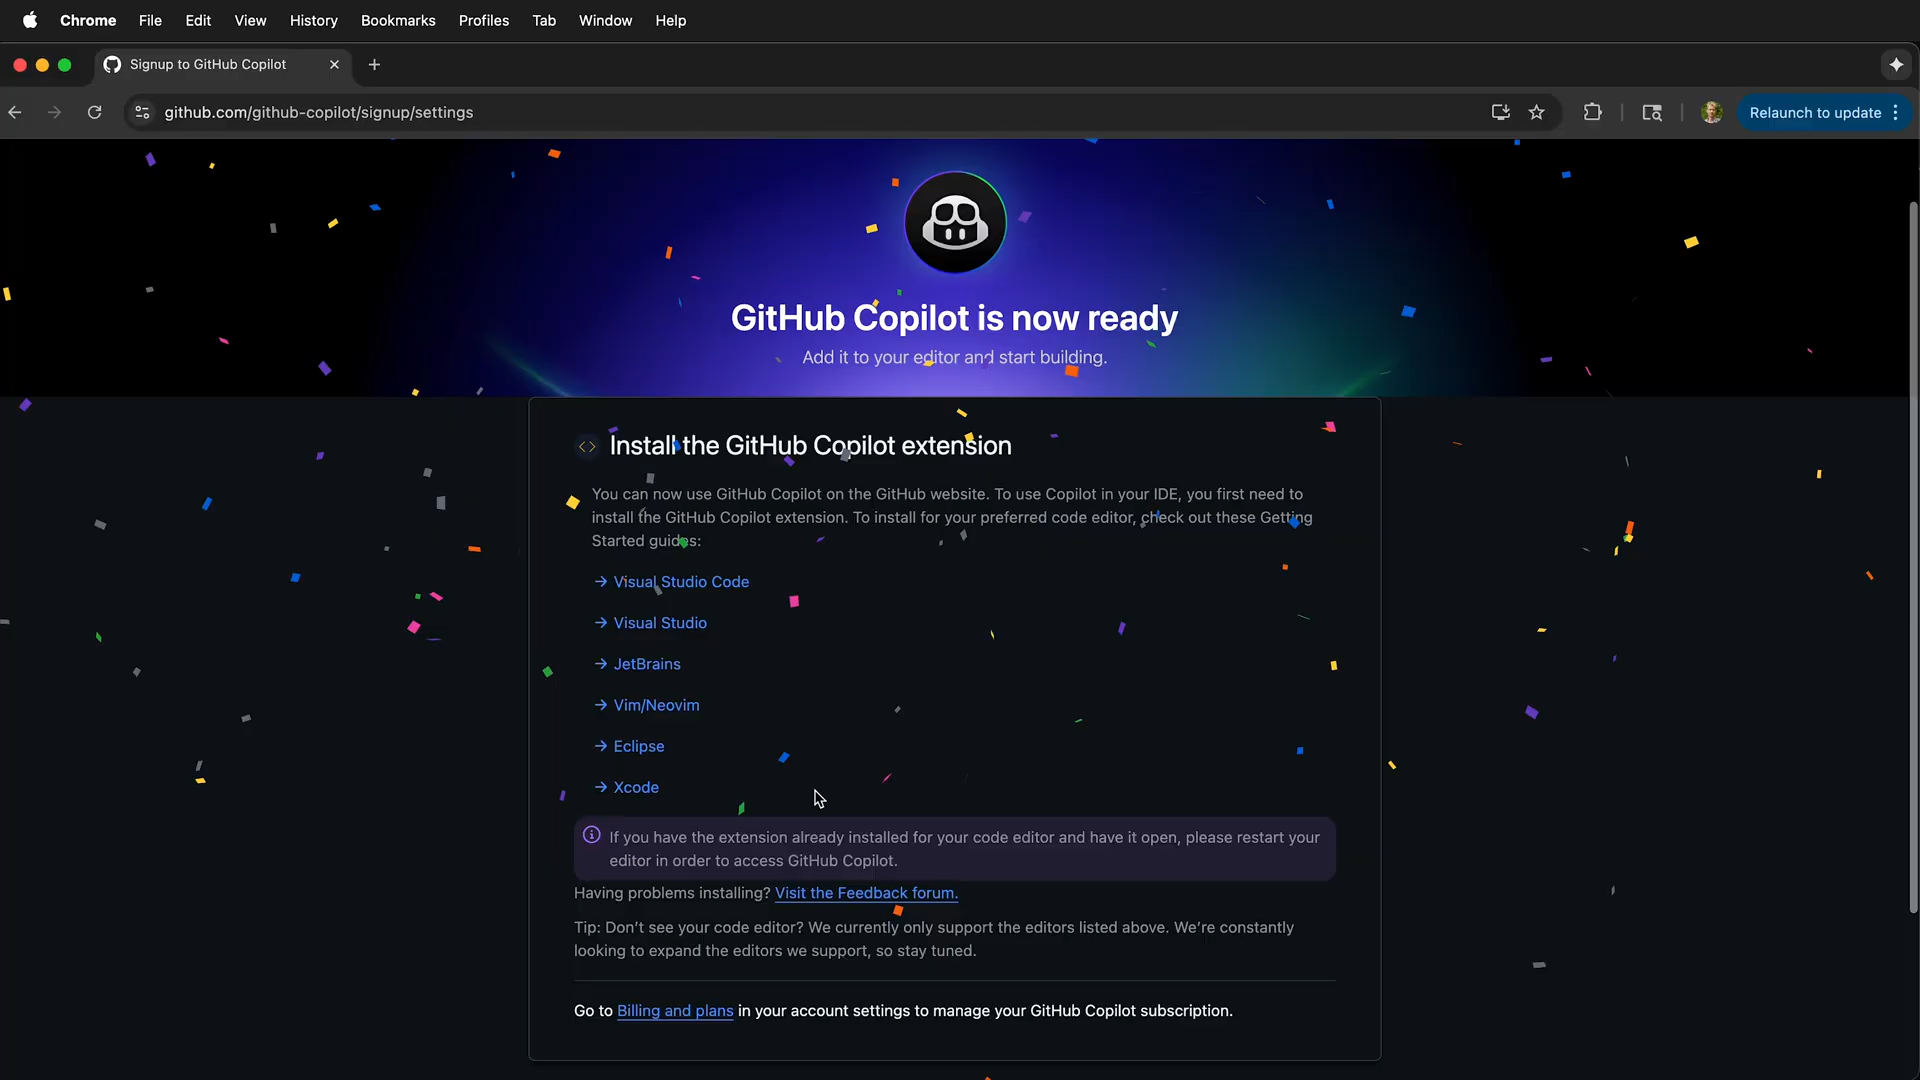 Chrome File Edit View History Bookmarks Profiles Tab Window Help
Signup to GitHub Copilot
github.com/github-copilot/signup/settings
Relaunch to update
GitHub Copilot is now ready
Add it to your editor and start building.
Install the GitHub Copilot extension
You can now use GitHub Copilot on the GitHub website. To use Copilot in your IDE, you first need to
install the GitHub Copilot extension. To install for your preferred code editor, check out these Getting
Started guides:
→ Visual Studio Code
→ Visual Studio
→ JetBrains
→ Vim/Neovim
→ Eclipse
→ Xcode
If you have the extension already installed for your code editor and have it open, please restart your
editor in order to access GitHub Copilot.
Having problems installing? Visit the Feedback forum.
Tip: Don’t see your code editor? We currently only support the editors listed above. We’re constantly
looking to expand the editors we support, so stay tuned.
Go to Billing and plans in your account settings to manage your GitHub Copilot subscription.